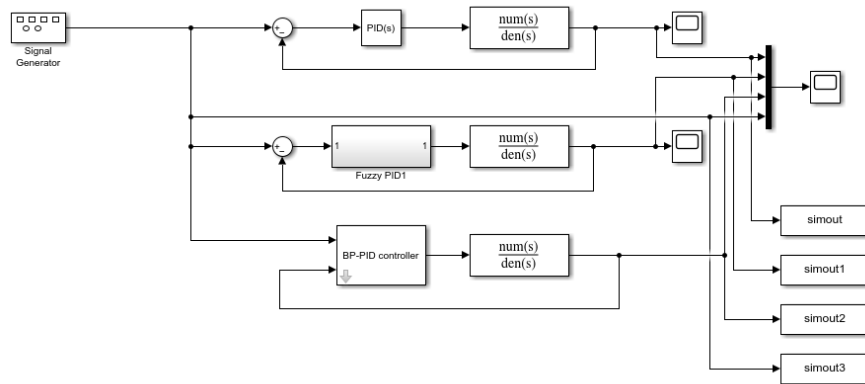 Signal
Generator
+
−
PID(s)
num(s)
den(s)
+
−
1
1
Fuzzy PID1
num(s)
den(s)
BP-PID controller
num(s)
den(s)
simout
simout1
simout2
simout3